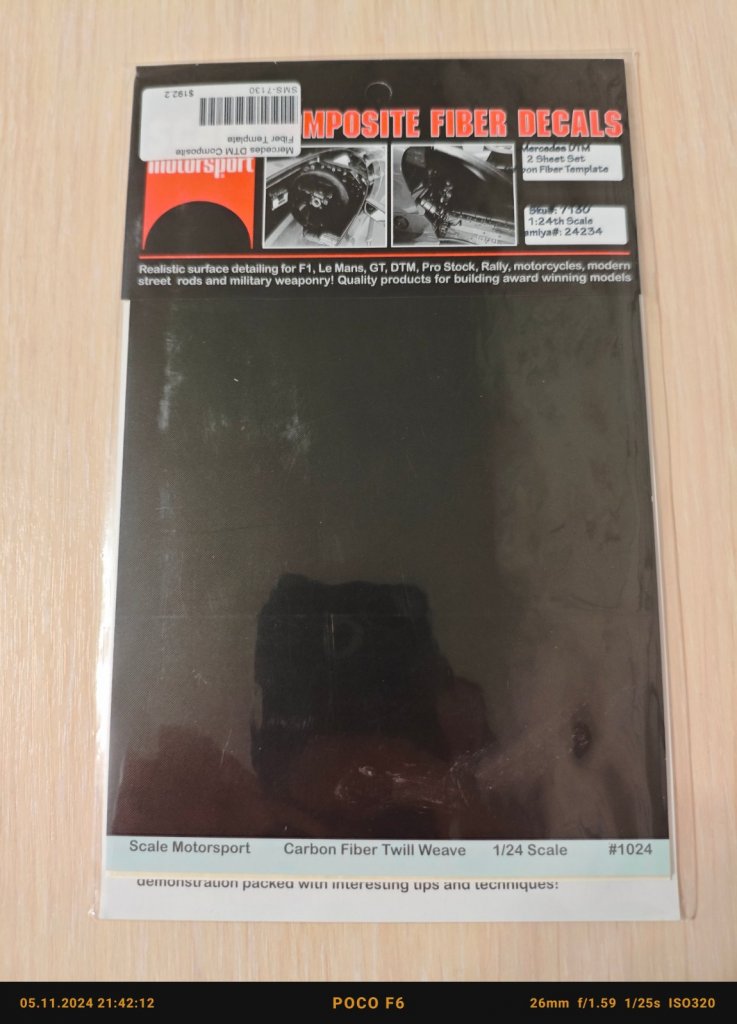 SMS-7130
$192.2
Mercedes DTM Composite
Fiber Template
MPOSITE FIBER DECALS
motorsport
Mercedes DTM
2 Sheet Set
on Fiber Template
Sku#: 7130
1:24th Scale
amiya#: 24234
Realistic surface detailing for F1, Le Mans, GT, DTM, Pro Stock, Rally, motorcycles, modern
street rods and military weaponry! Quality products for building award winning models
Scale Motorsport Carbon Fiber Twill Weave 1/24 Scale #1024
demonstration packed with interesting tips and techniques!
05.11.2024 21:42:12 POCO F6 26mm f/1.59 1/25s ISO320